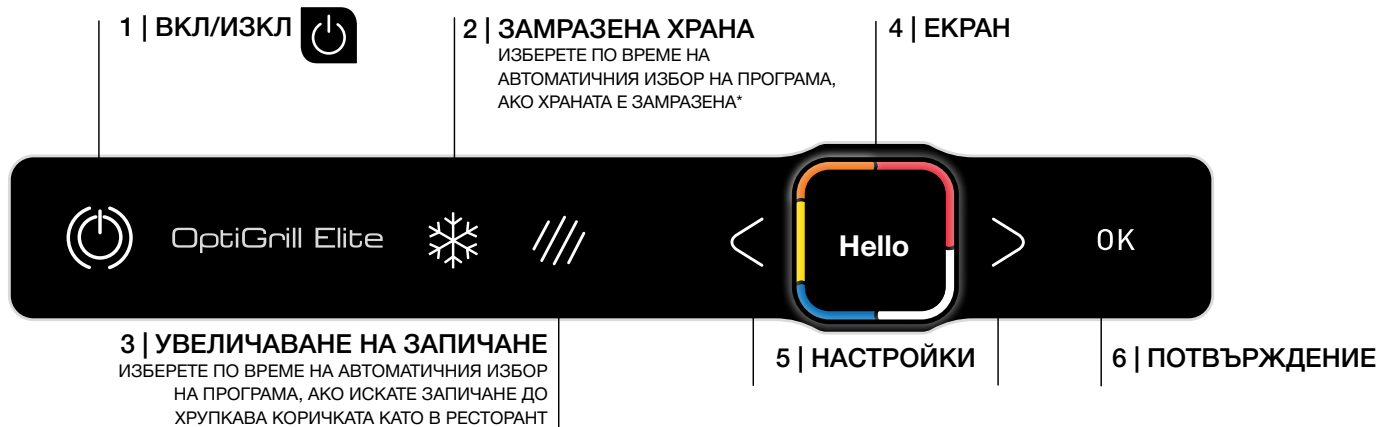 1 | ВКЛ/ИЗКЛ
2 | ЗАМРАЗЕНА ХРАНА
ИЗБЕРЕТЕ ПО ВРЕМЕ НА
АВТОМАТИЧНИЯ ИЗБОР НА ПРОГРАМА,
АКО ХРАНАТА Е ЗАМРАЗЕНА*
4 | ЕКРАН
OptiGrill Elite
Hello
OK
3 | УВЕЛИЧАВАНЕ НА ЗАПИЧАНЕ
ИЗБЕРЕТЕ ПО ВРЕМЕ НА АВТОМАТИЧНИЯ ИЗБОР
НА ПРОГРАМА, АКО ИСКАТЕ ЗАПИЧАНЕ ДО
ХРУПКАВА КОРИЧКАТА КАТО В РЕСТОРАНТ
5 | НАСТРОЙКИ
6 | ПОТВЪРЖДЕНИЕ